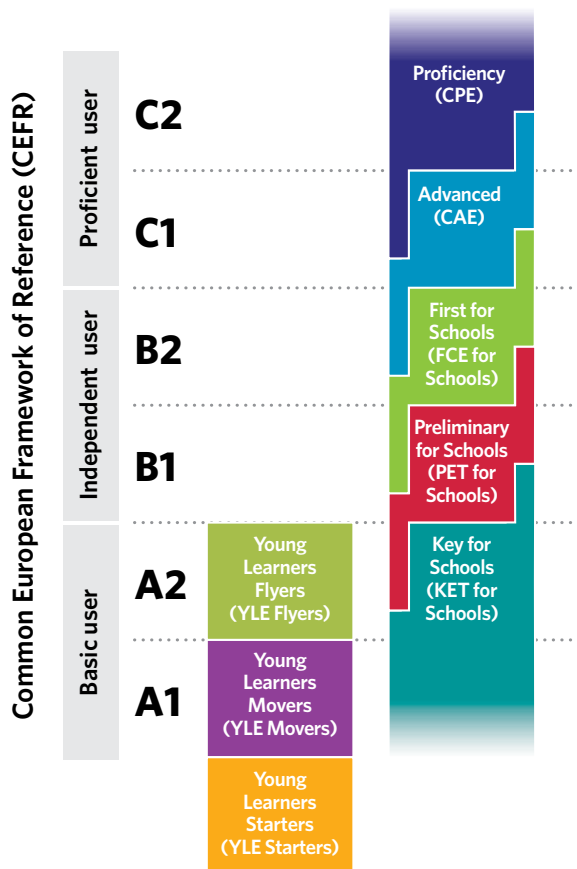 Common European Framework of Reference (CEFR)
Proficient user
Independent user
Basic user
C2
C1
B2
B1
A2
A1
Proficiency
(CPE)
Advanced
(CAE)
First for
Schools
(FCE for
Schools)
Preliminary
for Schools
(PET for
Schools)
Key for
Schools
(KET for
Schools)
Young
Learners
Flyers
(YLE Flyers)
Young
Learners
Movers
(YLE Movers)
Young
Learners
Starters
(YLE Starters)